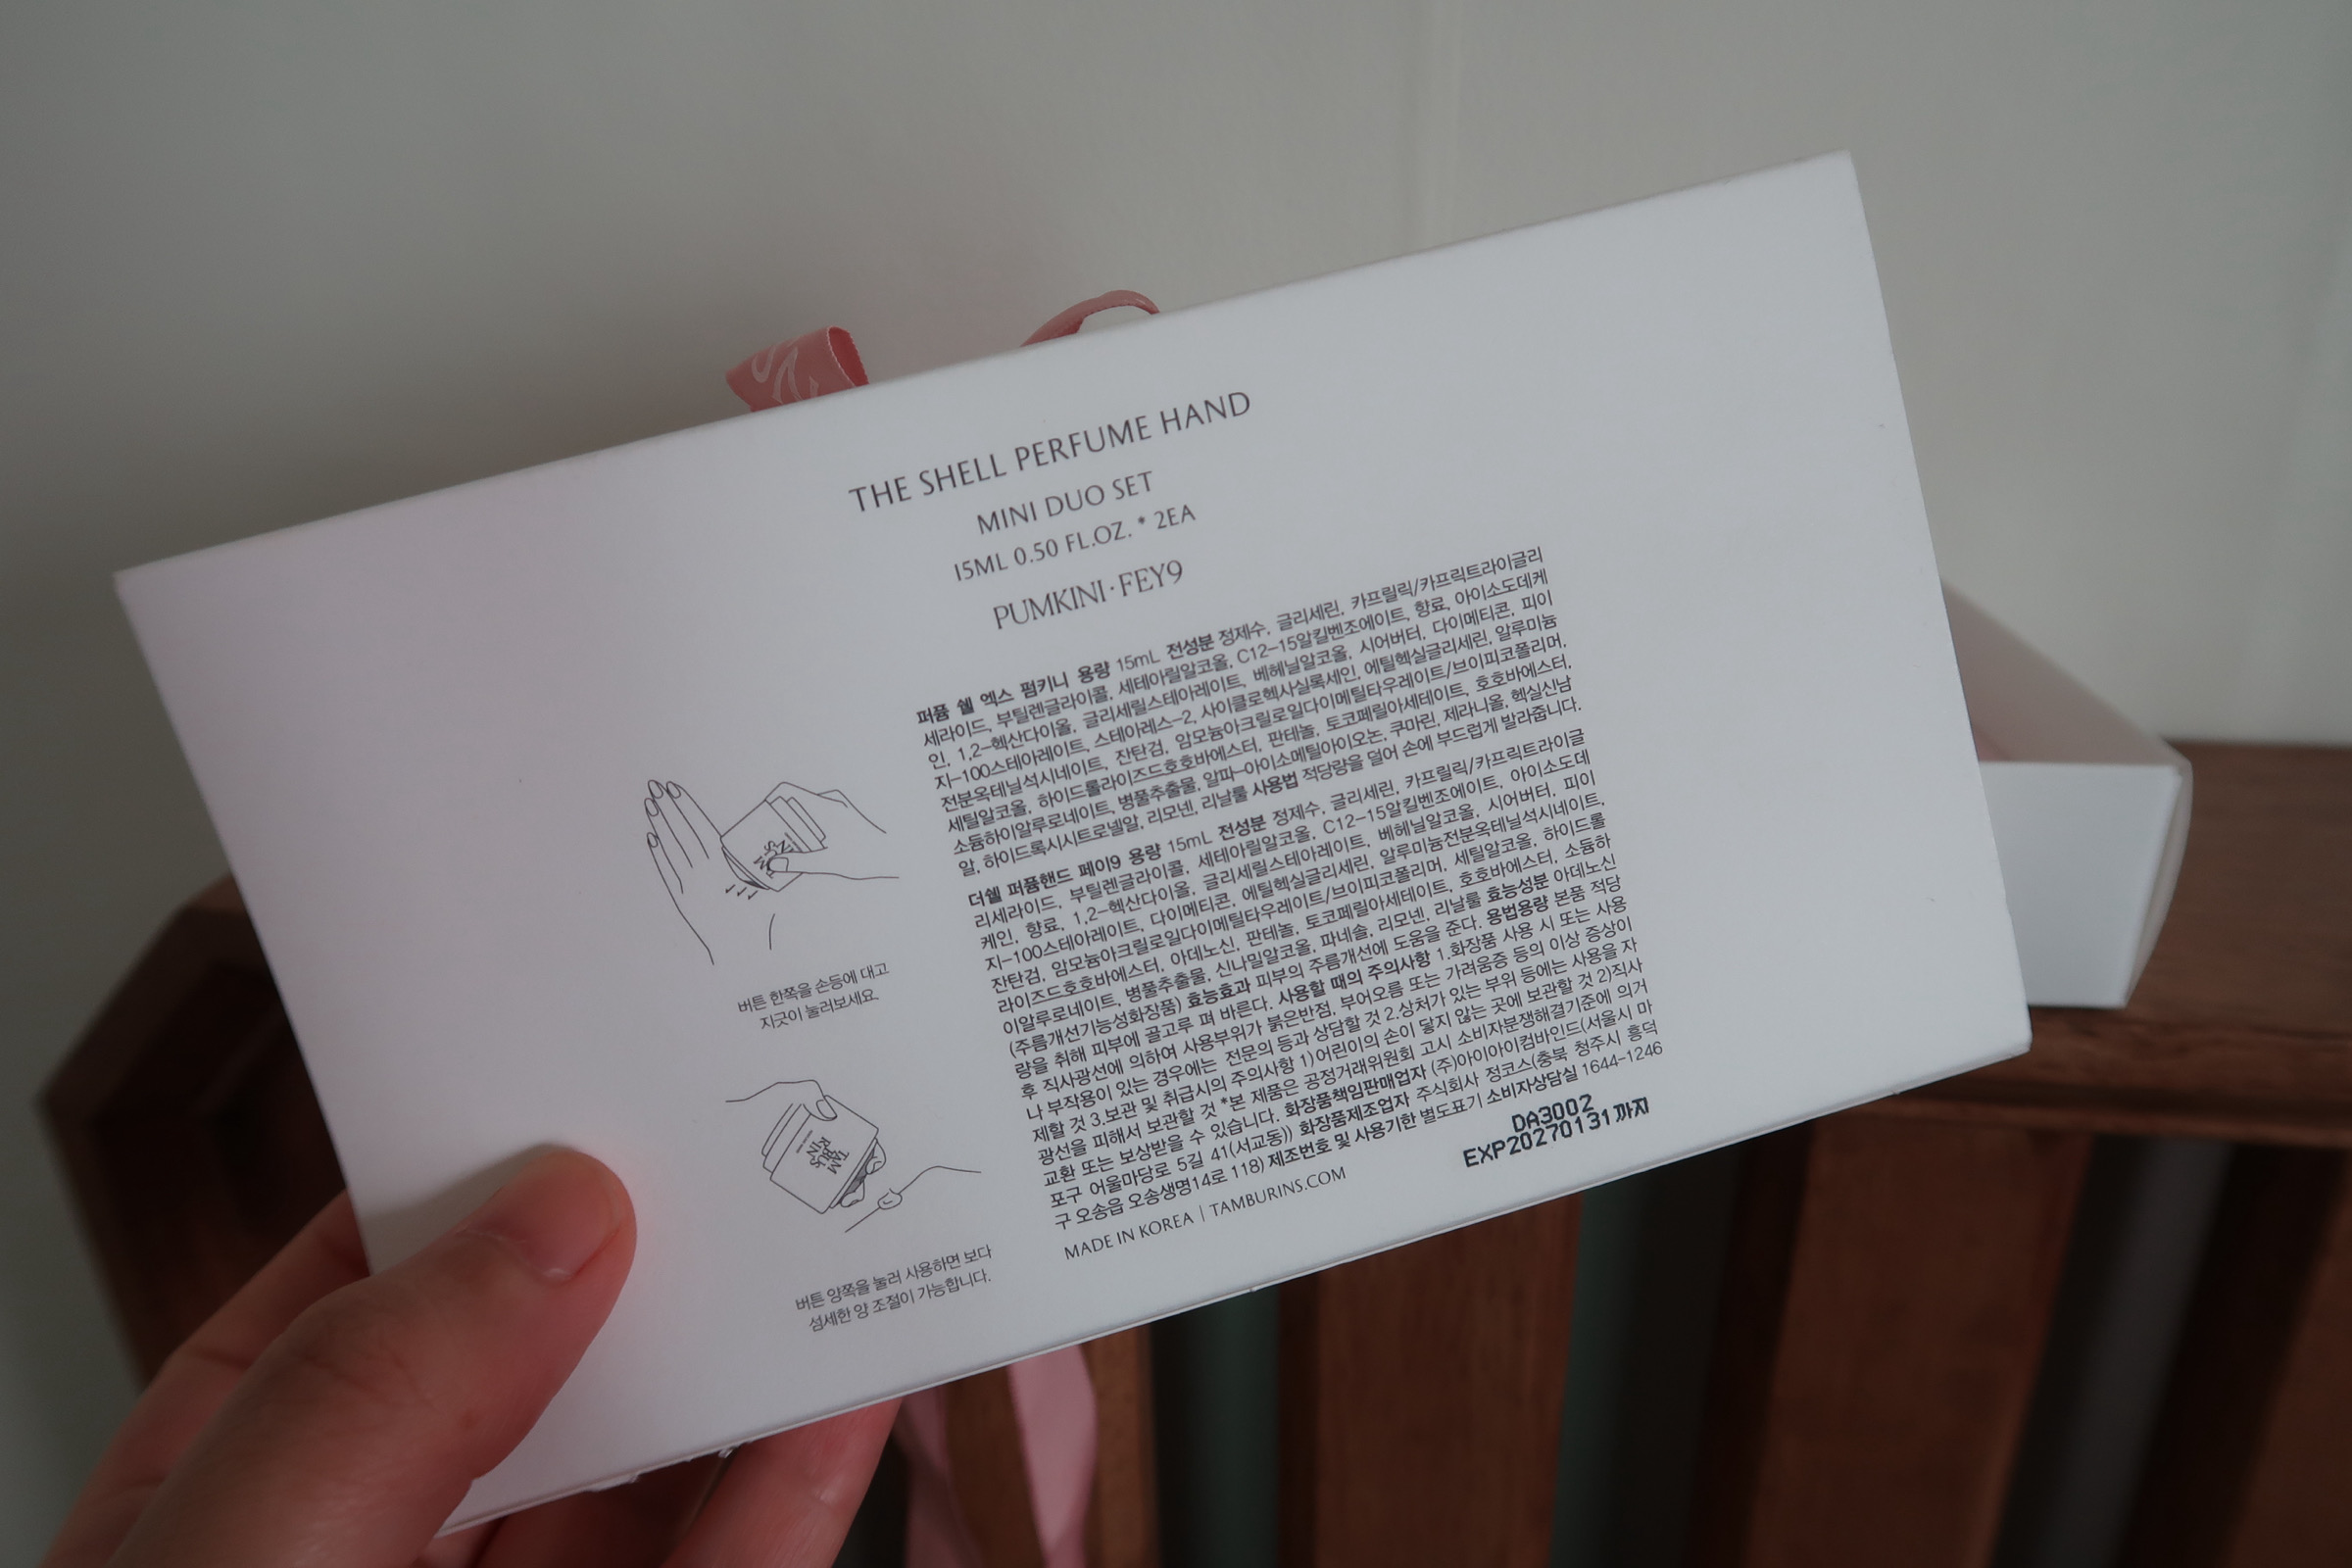 THE SHELL PERFUME HAND
MINI DUO SET
15ML 0.50 FL.OZ. * 2EA
PUMKINI·FEY9
퍼퓸 쉘 엑스 펌키니 용량 15mL 전성분 정제수, 글리세린, 카프릴릭/카프릭트라이글리
세라이드, 부틸렌글라이콜, 세테아릴알코올, C12-15알킬벤조에이트, 향료, 아이소도데케
인, 1,2-헥산다이올, 글리세릴스테아레이트, 베헤닐알코올, 시어버터, 다이메티콘, 피이
지-100스테아레이트, 스테아레스-2, 사이클로헥사실록세인, 에틸헥실글리세린, 알루미늄
전분옥테닐석시네이트, 잔탄검, 암모늄아크릴로일다이메틸타우레이트/브이피코폴리머,
세틸알코올, 하이드롤라이즈드호호바에스터, 판테놀, 토코페릴아세테이트, 호호바에스터,
소듐하이알루로네이트, 병풀추출물, 알파-아이소메틸아이오논, 쿠마린, 제라니올, 헥실신남
알, 하이드록시시트로넬알, 리모넨, 리날룰 사용법 적당량을 덜어 손에 부드럽게 발라줍니다.
더쉘 퍼퓸핸드 페이9 용량 15mL 전성분 정제수, 글리세린, 카프릴릭/카프릭트라이글
리세라이드, 부틸렌글라이콜, 세테아릴알코올, C12-15알킬벤조에이트, 아이소도데
케인, 향료, 1,2-헥산다이올, 글리세릴스테아레이트, 베헤닐알코올, 시어버터, 피이
지-100스테아레이트, 다이메티콘, 에틸헥실글리세린, 알루미늄전분옥테닐석시네이트,
잔탄검, 암모늄아크릴로일다이메틸타우레이트/브이피코폴리머, 세틸알코올, 하이드롤
라이즈드호호바에스터, 아데노신, 판테놀, 토코페릴아세테이트, 호호바에스터, 소듐하
이알루로네이트, 병풀추출물, 신나밀알코올, 파네솔, 리모넨, 리날룰 효능성분 아데노신
(주름개선기능성화장품) 효능효과 피부의 주름개선에 도움을 준다. 용법용량 본품 적당
량을 취해 피부에 골고루 펴 바른다. 사용할 때의 주의사항 1.화장품 사용 시 또는 사용
후 직사광선에 의하여 사용부위가 붉은반점, 부어오름 또는 가려움증 등의 이상 증상이
나 부작용이 있는 경우에는 전문의 등과 상담할 것 2.상처가 있는 부위 등에는 사용을 자
제할 것 3.보관 및 취급시의 주의사항 1)어린이의 손이 닿지 않는 곳에 보관할 것 2)직사
광선을 피해서 보관할 것 *본 제품은 공정거래위원회 고시 소비자분쟁해결기준에 의거
교환 또는 보상받을 수 있습니다. 화장품책임판매업자 (주)아이아이컴바인드(서울시 마
포구 어울마당로 5길 41(서교동)) 화장품제조업자 주식회사 정코스(충북 청주시 흥덕
구 오송읍 오송생명14로 118) 제조번호 및 사용기한 별도표기 소비자상담실 1644-1246
MADE IN KOREA | TAMBURINS.COM
DA3002
EXP20270131까지
버튼 한쪽을 손등에 대고
지긋이 눌러보세요.
TAM
BUR
INS
버튼 양쪽을 눌러 사용하면 보다
섬세한 양 조절이 가능합니다.